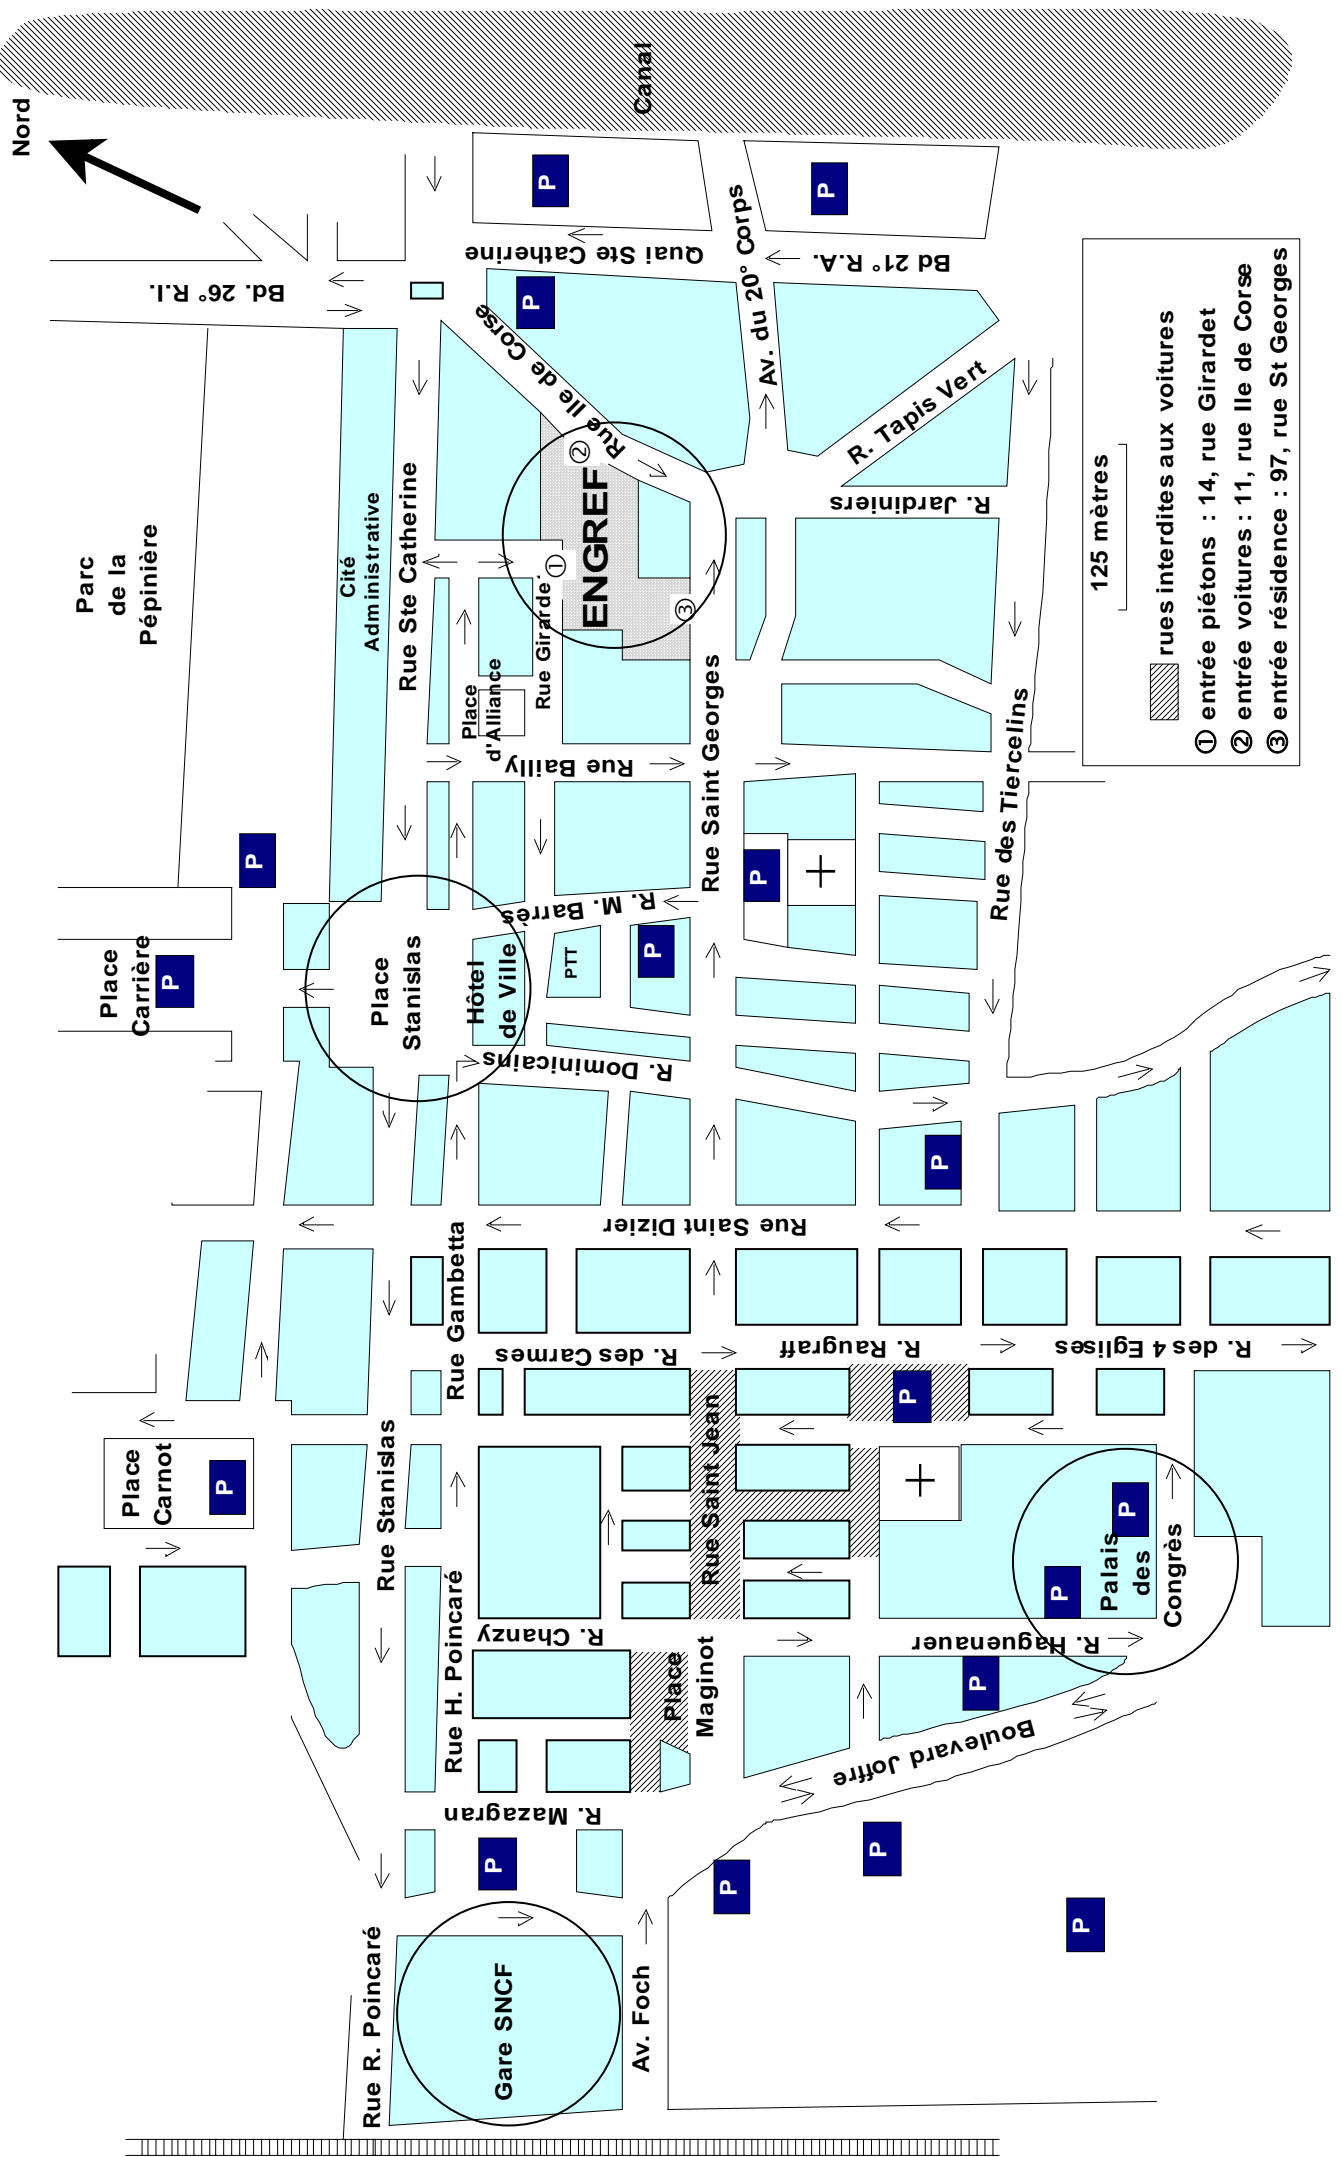 Nord
Canal
Bd. 26° R.I.
Quai Ste Catherine
Bd 21° R.A.
Av. du 20° Corps
P
P
P
Rue Ile de Corse
R. Tapis Vert
R. Jardiniers
Parc
de la
Pépinière
Cité
Administrative
Rue Ste Catherine
ENGREF
①
②
③
Place
d'Alliance
Rue Girardet
Rue Bailly
Rue Saint Georges
Rue des Tiercelins
125 mètres
rues interdites aux voitures
① entrée piétons : 14, rue Girardet
② entrée voitures : 11, rue Ile de Corse
③ entrée résidence : 97, rue St Georges
P
P
P
P
Place
Carrière
Place
Stanislas
Hôtel
de Ville
PTT
R. M. Barrès
R. Dominicains
P
Rue Saint Dizier
Rue Gambetta
R. des Carmes
R. Raugraff
R. des 4 Eglises
P
Place
Carnot
P
Rue Stanislas
Rue Saint Jean
P
P
Palais
des
Congrès
Rue H. Poincaré
R. Chanzy
Place
Maginot
R. Haguenauer
P
Boulevard Joffre
R. Mazagran
P
P
P
P
Rue R. Poincaré
Gare SNCF
Av. Foch